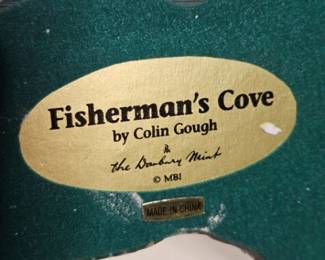 Fisherman's Cove
by Colin Gough
&
the Danbury Mint
© MBI
MADE IN CHINA